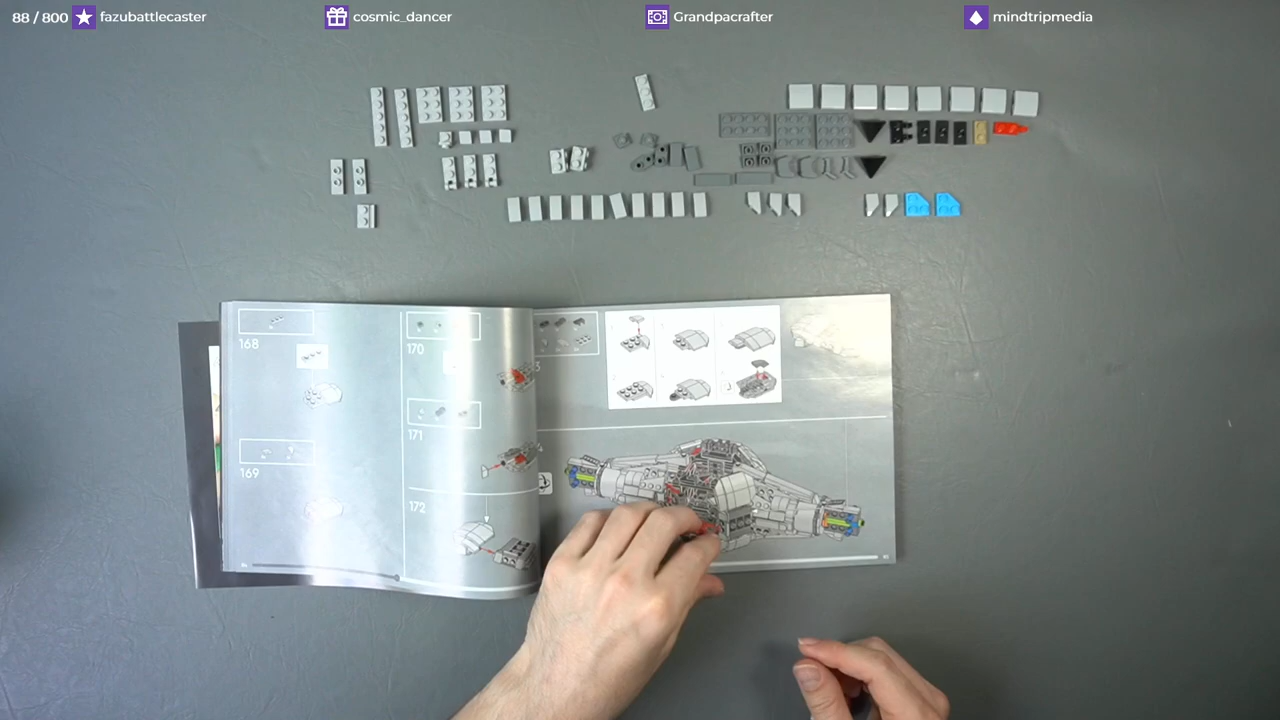 88 / 800
fazubattlecaster
cosmic_dancer
Grandpacrafter
mindtripmedia
168
170
171
169
172